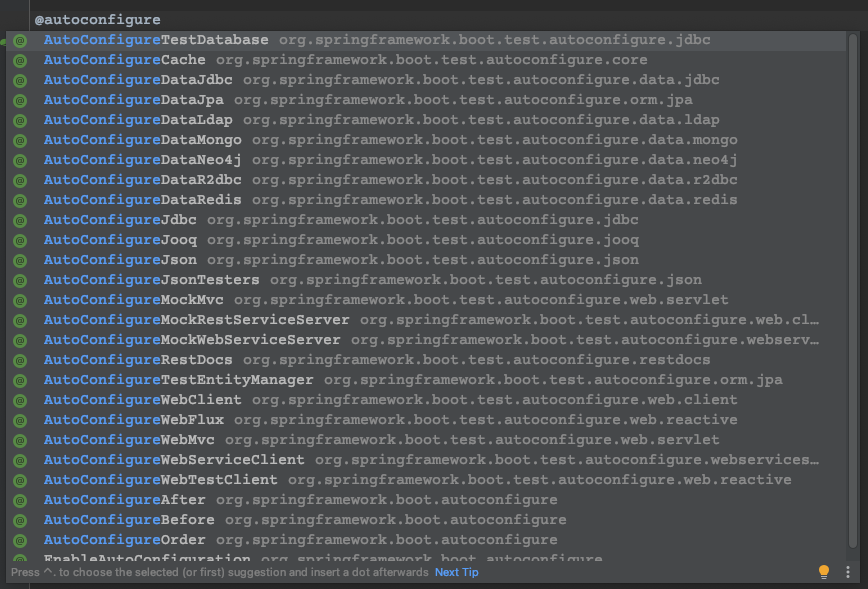 @autoconfigure
@ AutoConfigureTestDatabase org.springframework.boot.test.autoconfigure.jdbc
@ AutoConfigureCache org.springframework.boot.test.autoconfigure.core
@ AutoConfigureDataJdbc org.springframework.boot.test.autoconfigure.data.jdbc
@ AutoConfigureDataJpa org.springframework.boot.test.autoconfigure.orm.jpa
@ AutoConfigureDataLdap org.springframework.boot.test.autoconfigure.data.ldap
@ AutoConfigureDataMongo org.springframework.boot.test.autoconfigure.data.mongo
@ AutoConfigureDataNeo4j org.springframework.boot.test.autoconfigure.data.neo4j
@ AutoConfigureDataR2dbc org.springframework.boot.test.autoconfigure.data.r2dbc
@ AutoConfigureDataRedis org.springframework.boot.test.autoconfigure.data.redis
@ AutoConfigureJdbc org.springframework.boot.test.autoconfigure.jdbc
@ AutoConfigureJooq org.springframework.boot.test.autoconfigure.jooq
@ AutoConfigureJson org.springframework.boot.test.autoconfigure.json
@ AutoConfigureJsonTesters org.springframework.boot.test.autoconfigure.json
@ AutoConfigureMockMvc org.springframework.boot.test.autoconfigure.web.servlet
@ AutoConfigureMockRestServiceServer org.springframework.boot.test.autoconfigure.web.cl…
@ AutoConfigureMockWebServiceServer org.springframework.boot.test.autoconfigure.webserv…
@ AutoConfigureRestDocs org.springframework.boot.test.autoconfigure.restdocs
@ AutoConfigureTestEntityManager org.springframework.boot.test.autoconfigure.orm.jpa
@ AutoConfigureWebClient org.springframework.boot.test.autoconfigure.web.client
@ AutoConfigureWebFlux org.springframework.boot.test.autoconfigure.web.reactive
@ AutoConfigureWebMvc org.springframework.boot.test.autoconfigure.web.servlet
@ AutoConfigureWebServiceClient org.springframework.boot.test.autoconfigure.webservices…
@ AutoConfigureWebTestClient org.springframework.boot.test.autoconfigure.web.reactive
@ AutoConfigureAfter org.springframework.boot.autoconfigure
@ AutoConfigureBefore org.springframework.boot.autoconfigure
@ AutoConfigureOrder org.springframework.boot.autoconfigure
@ EnableAutoConfiguration org.springframework.boot.autoconfigure
Press ^. to choose the selected (or first) suggestion and insert a dot afterwards Next Tip